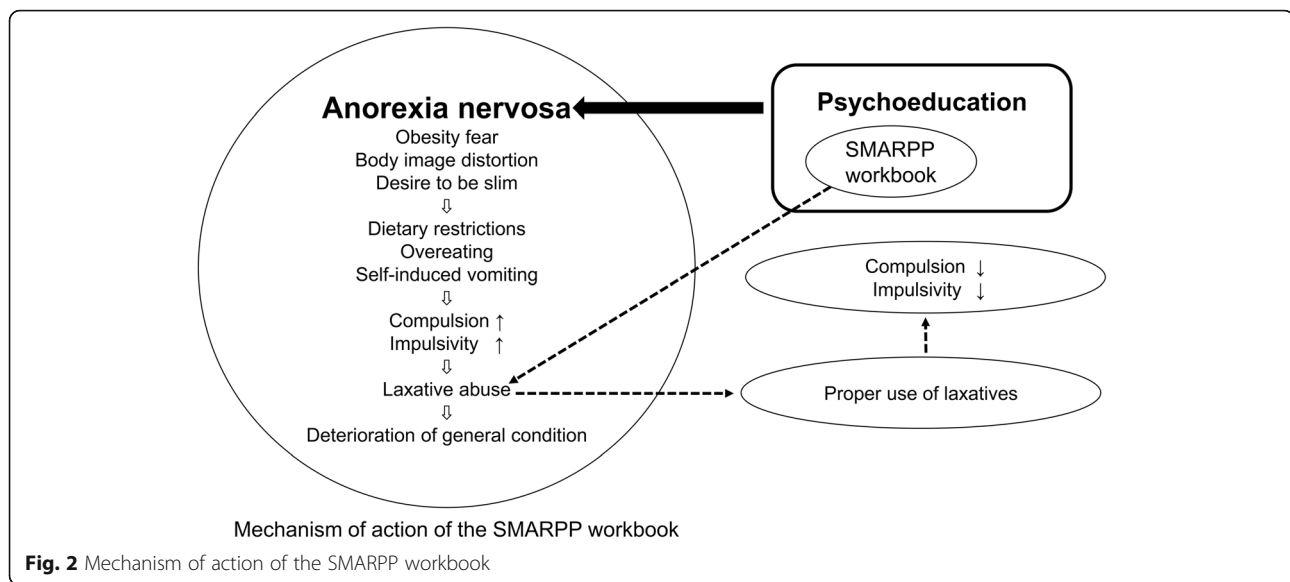 Anorexia nervosa
Obesity fear
Body image distortion
Desire to be slim
⇩
Dietary restrictions
Overeating
Self-induced vomiting
⇩
Compulsion ↑
Impulsivity ↑
⇩
Laxative abuse
⇩
Deterioration of general condition
Psychoeducation
SMARPP
workbook
Compulsion ↓
Impulsivity ↓
Proper use of laxatives
Mechanism of action of the SMARPP workbook
Fig. 2 Mechanism of action of the SMARPP workbook